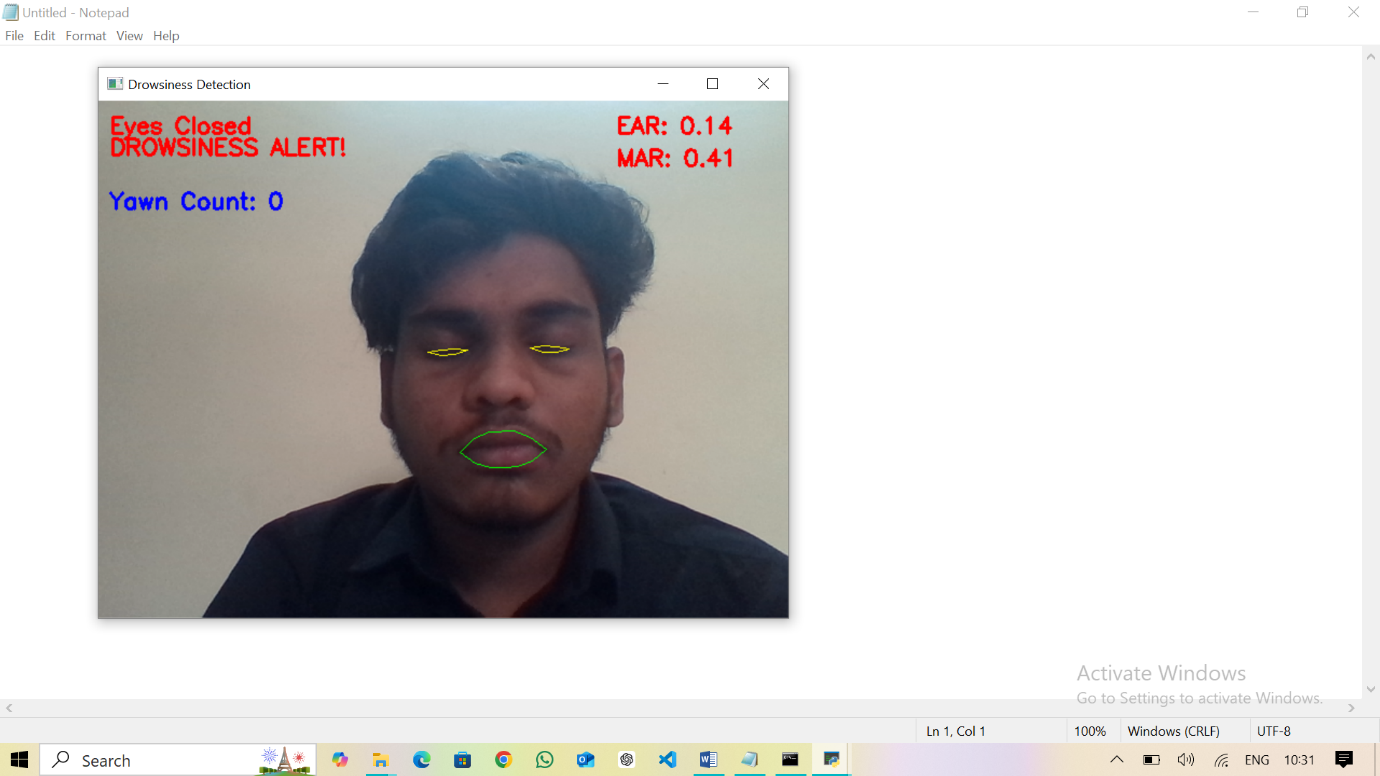 Untitled - Notepad
File Edit Format View Help
Drowsiness Detection
Eyes Closed
DROWSINESS ALERT!
EAR: 0.14
MAR: 0.41
Yawn Count: 0
Activate Windows
Go to Settings to activate Windows.
Ln 1, Col 1 100% Windows (CRLF) UTF-8
Search
ENG 10:31